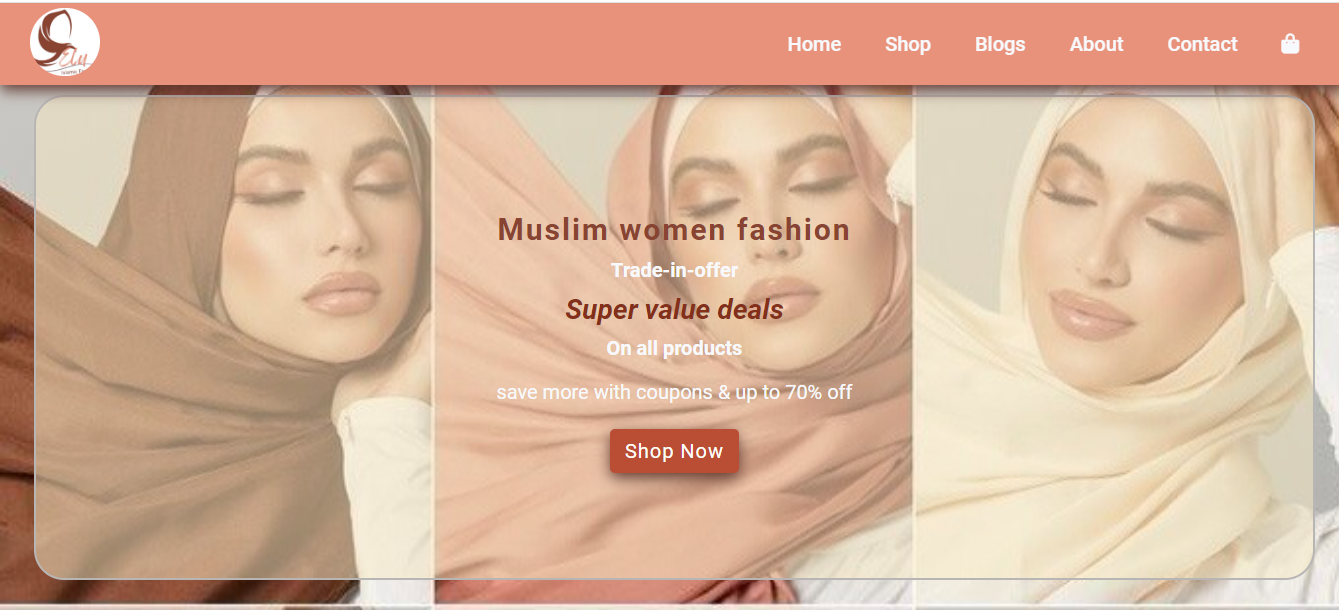 Ely
Home Shop Blogs About Contact
Muslim women fashion
Trade-in-offer
Super value deals
On all products
save more with coupons & up to 70% off
Shop Now